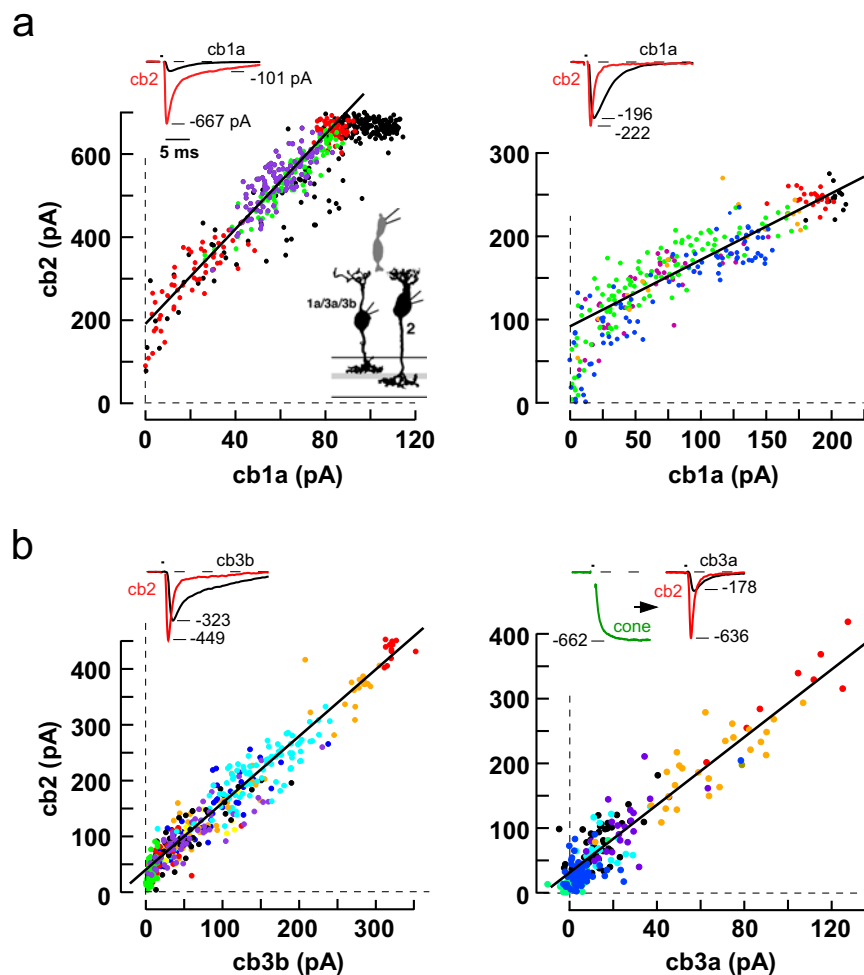 a
cb1a
cb2
-101 pA
-667 pA
5 ms
600
400
200
0
cb2 (pA)
1a/3a/3b
2
0 40 80 120
cb1a (pA)
cb1a
cb2
-196
-222
300
200
100
0
0 50 100 150 200
cb1a (pA)
b
cb3b
cb2
-323
-449
400
300
200
100
0
cb2 (pA)
0 100 200 300
cb3b (pA)
cb3a
cb2
-178
cone
-662
-636
400
300
200
100
0
0 40 80 120
cb3a (pA)